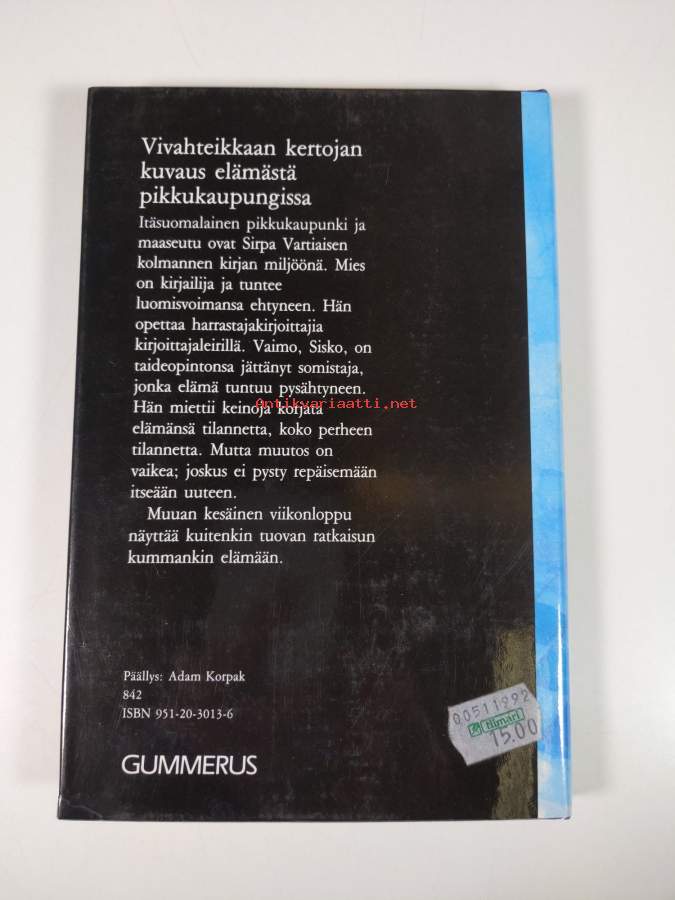 Vivahteikkaan kertojan
kuvaus elämästä
pikkukaupungissa
Itäsuomalainen pikkukaupunki ja
maaseutu ovat Sirpa Vartiaisen
kolmannen kirjan miljöönä. Mies
on kirjailija ja tuntee
luomisvoimansa ehtyneen. Hän
opettaa harrastajakirjoittajia
kirjoittajaleirillä. Vaimo, Sisko, on
taideopintonsa jättänyt somistaja,
jonka elämä tuntuu pysähtyneen.
Antikvariaatti.net
Hän miettii keinoja korjata
elämänsä tilannetta, koko perheen
tilannetta. Mutta muutos on
vaikea; joskus ei pysty repäisemään
itseään uuteen.
Muuan kesäinen viikonloppu
näyttää kuitenkin tuovan ratkaisun
kummankin elämään.
Päällys: Adam Korpak
842
ISBN 951-20-3013-6
GUMMERUS
00511992
tilmari
15.00